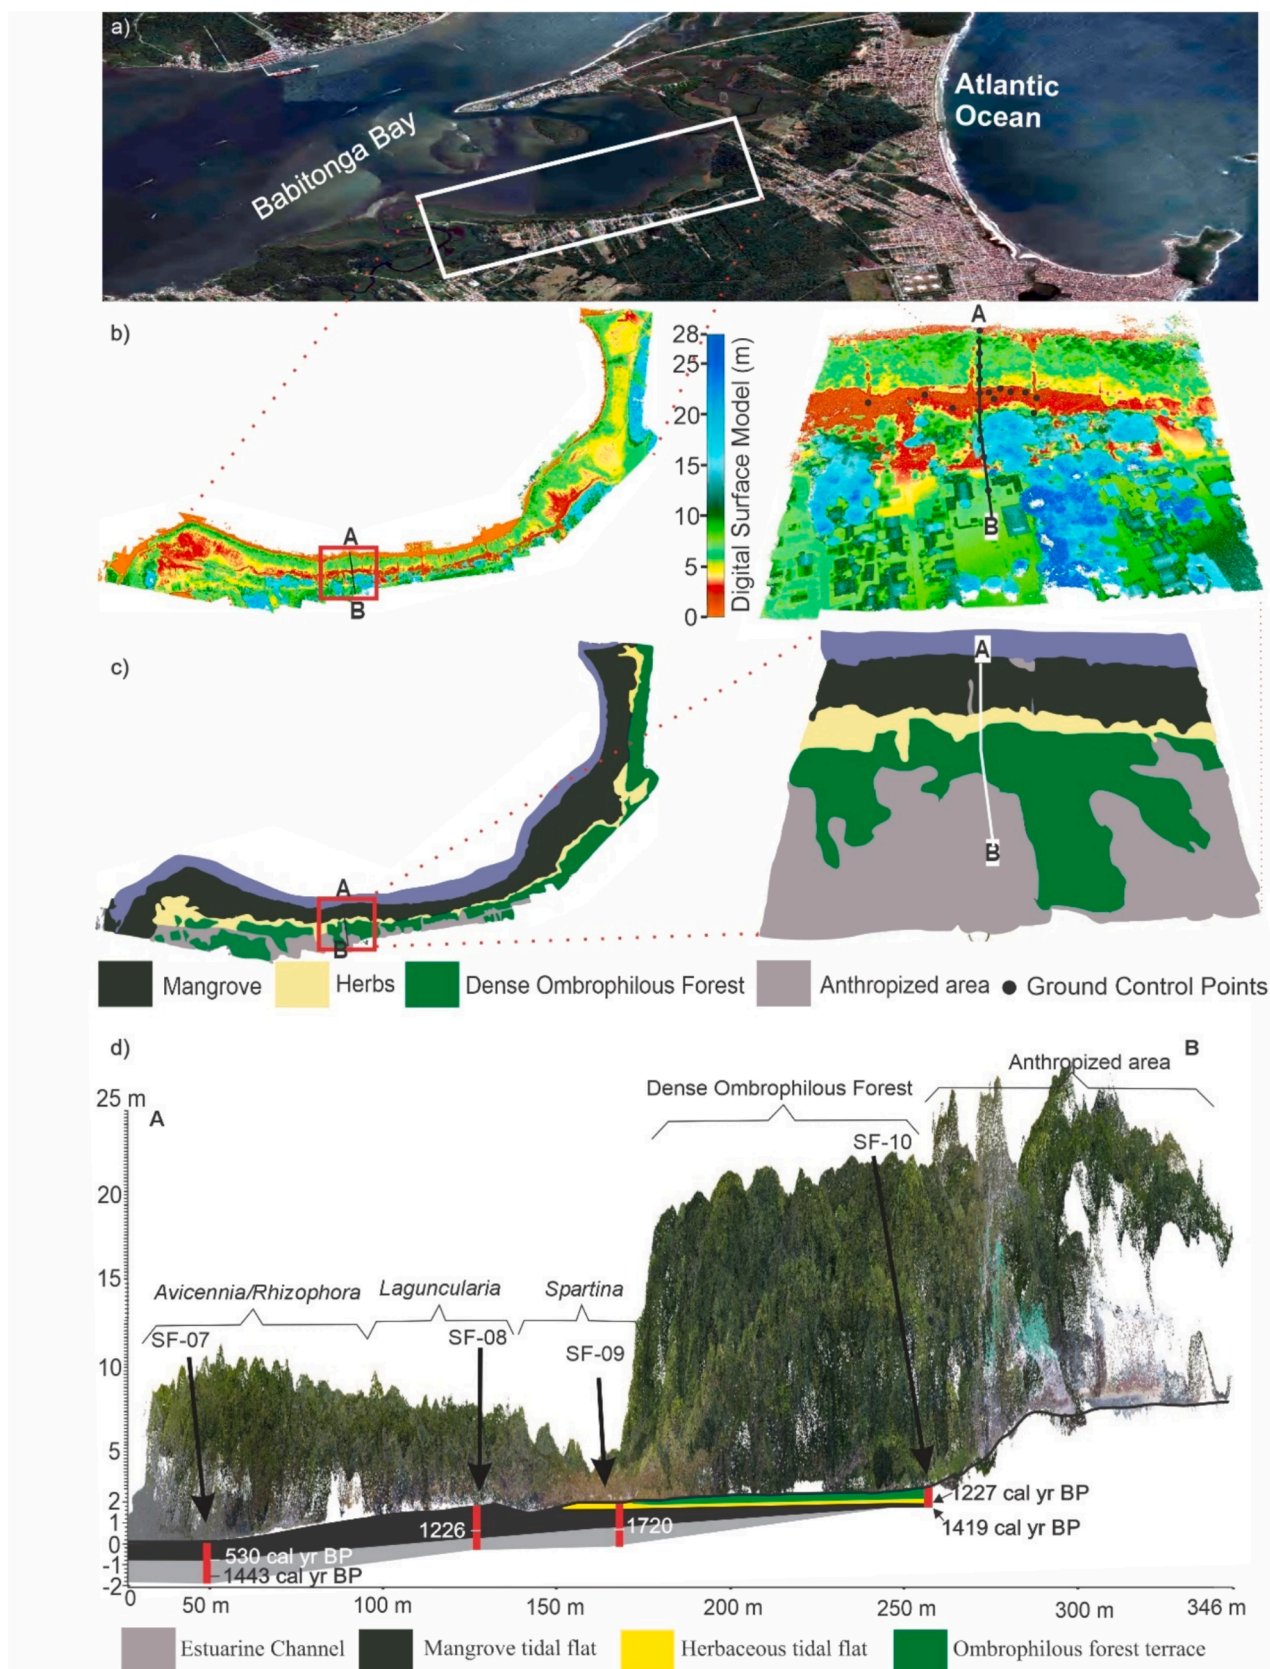 a)
Atlantic
Ocean
Babitonga Bay
b)
A
B
28
25
20
15
10
5
0
Digital Surface Model (m)
A
B
c)
A
B
A
B
Mangrove
Herbs
Dense Ombrophilous Forest
Anthropized area
Ground Control Points
d)
A
B
Anthropized area
Dense Ombrophilous Forest
25 m
20
15
10
5
2
1
0
-1
-2
SF-10
Avicennia/Rhizophora
Laguncularia
Spartina
SF-07
SF-08
SF-09
1227 cal yr BP
1419 cal yr BP
1226
1720
530 cal yr BP
1443 cal yr BP
0
50 m
100 m
150 m
200 m
250 m
300 m
346 m
Estuarine Channel
Mangrove tidal flat
Herbaceous tidal flat
Ombrophilous forest terrace